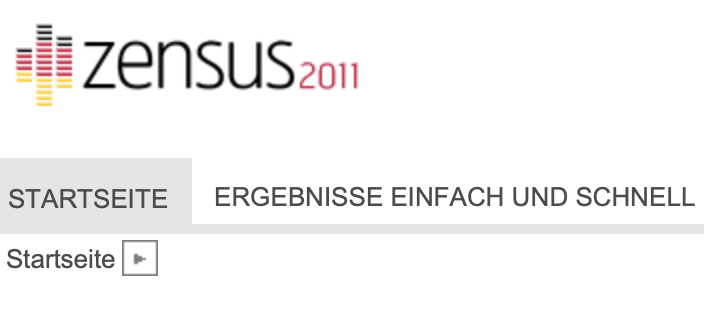 zensus2011
STARTSEITE ERGEBNISSE EINFACH UND SCHNELL
Startseite